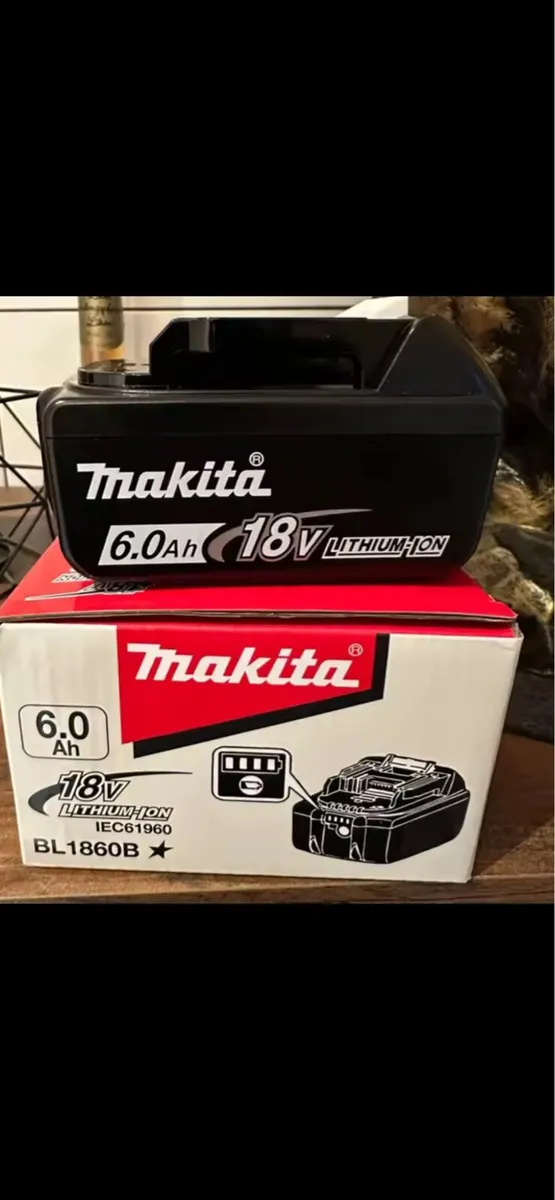 makita®
6.0Ah 18V LITHIUM-ION
makita®
6.0
Ah
18V
LITHIUM-ION
IEC61960
BL1860B ★